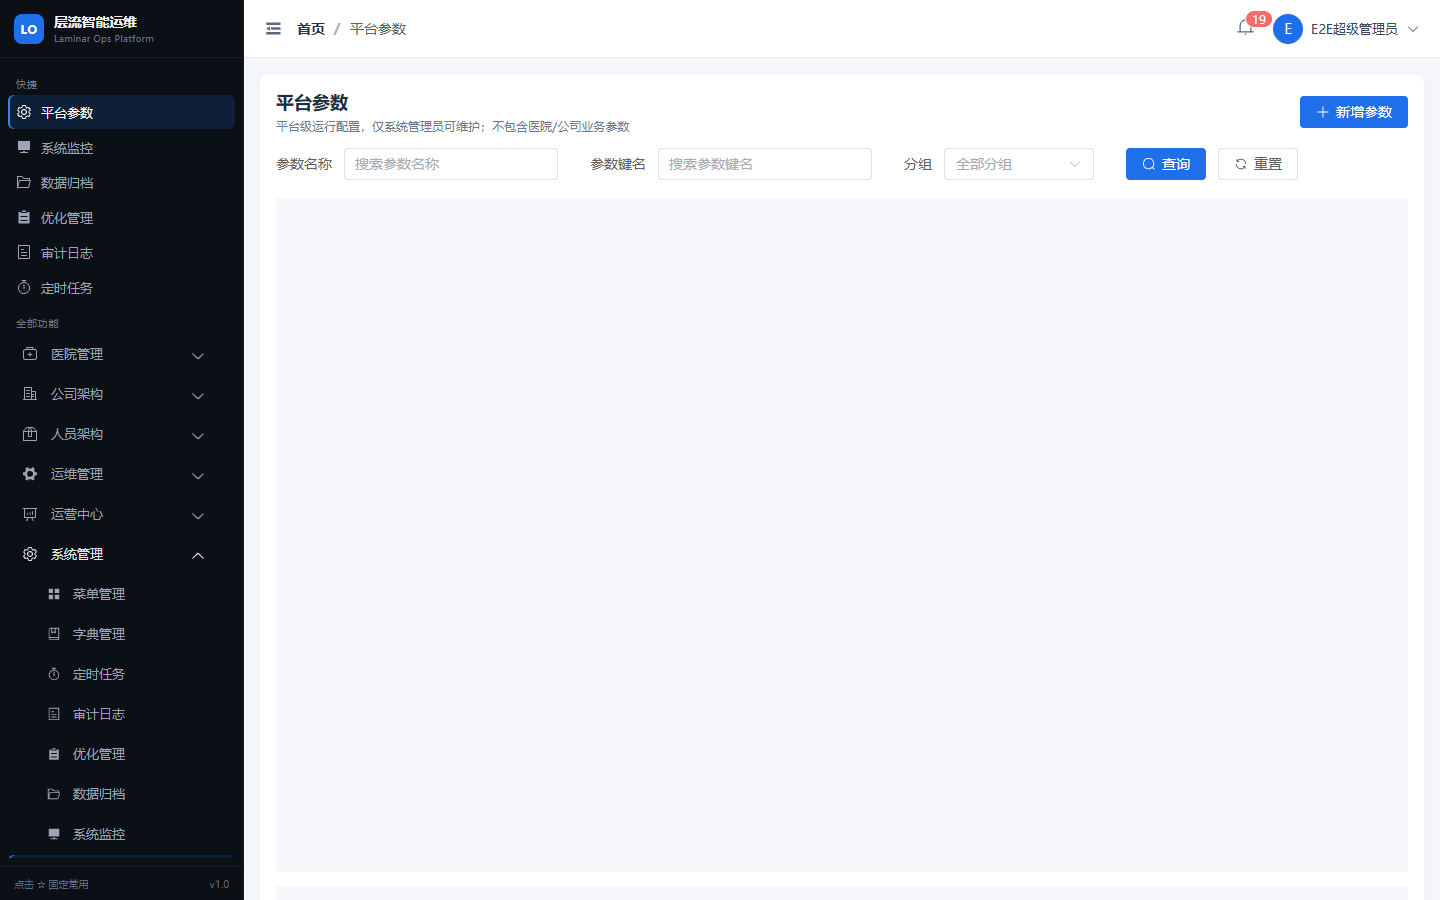 LO
层流智能运维
Laminar Ops Platform
快捷
平台参数
系统监控
数据归档
优化管理
审计日志
定时任务
全部功能
医院管理
公司架构
人员架构
运维管理
运营中心
系统管理
菜单管理
字典管理
定时任务
审计日志
优化管理
数据归档
系统监控
点击 ☆ 固定常用 v1.0
首页 / 平台参数
19
E E2E超级管理员
平台参数
平台级运行配置，仅系统管理员可维护；不包含医院/公司业务参数
新增参数
参数名称 搜索参数名称 参数键名 搜索参数键名 分组 全部分组 查询 重置